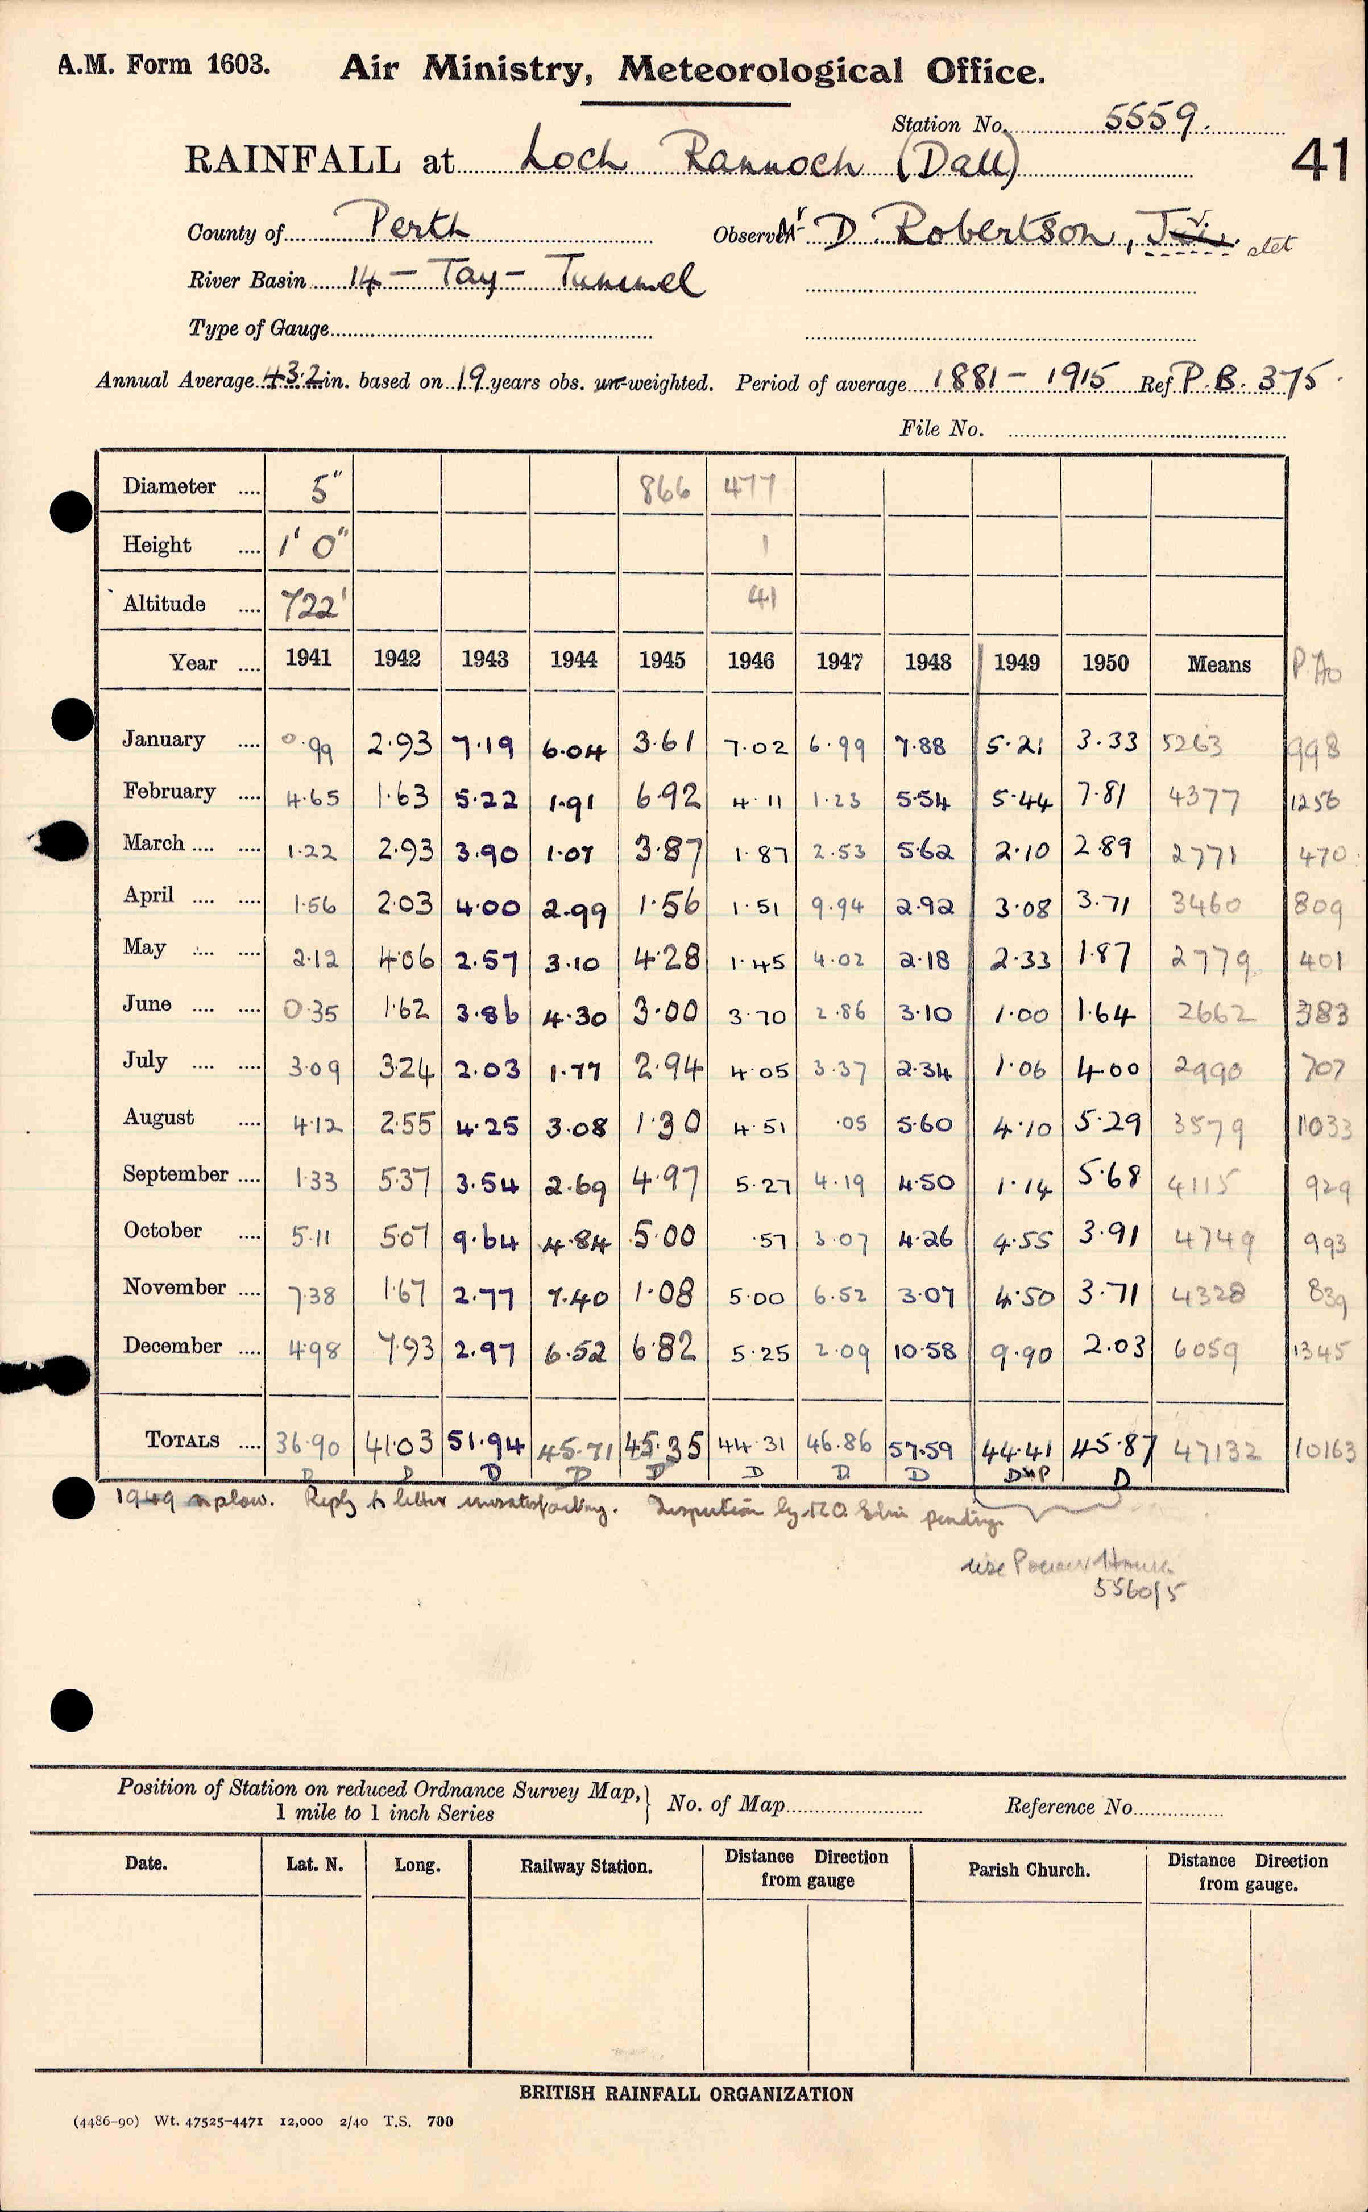 A.M. Form 1603. Air Ministry, Meteorological Office.
Station No. 5559.
41
RAINFALL at Loch Rannoch (Dall)
County of Perth Observer Mr D. Robertson, Jr. stet
River Basin 14 - Tay - Tummel
Type of Gauge
Annual Average 43.2 in. based on 19 years obs. un-weighted. Period of average 1881 - 1915 Ref. P.B. 375.
File No.
Diameter .... 5" 866 477
Height .... 1' 0" 1
Altitude .... 722' 41
Year .... 1941 1942 1943 1944 1945 1946 1947 1948 1949 1950 Means
January .... 0.99 2.93 7.19 6.04 3.61 7.02 6.99 7.88 5.21 3.33 5263 998
February .... 4.65 1.63 5.22 1.91 6.92 4.11 1.23 5.54 5.44 7.81 4377 1256
March .... .... 1.22 2.93 3.90 1.07 3.87 1.87 2.53 5.62 2.10 2.89 2771 470
April .... .... 1.56 2.03 4.00 2.99 1.56 1.51 9.94 2.92 3.08 3.71 3460 809
May .... .... 2.12 4.06 2.57 3.10 4.28 1.45 4.02 2.18 2.33 1.87 2779 401
June .... .... 0.35 1.62 3.86 4.30 3.00 3.70 2.86 3.10 1.00 1.64 2662 383
July .... .... 3.09 3.24 2.03 1.77 2.94 4.05 3.37 2.34 1.06 4.00 2990 707
August .... 4.12 2.55 4.25 3.08 1.30 4.51 .05 5.60 4.10 5.29 3579 1033
September .... 1.33 5.37 3.54 2.69 4.97 5.27 4.19 4.50 1.14 5.68 4115 929
October .... 5.11 5.07 9.64 4.84 5.00 .57 3.07 4.26 4.55 3.91 4749 993
November .... 7.38 1.67 2.77 7.40 1.08 5.00 6.52 3.07 4.50 3.71 4328 839
December .... 4.98 7.93 2.97 6.52 6.82 5.25 2.09 10.58 9.90 2.03 6059 1345
TOTALS .... 36.90 41.03 51.94 45.71 45.35 44.31 46.86 57.59 44.41 45.87 47132 10163
D D D D D D D D DNP D
1949 Reply to letter unsatisfactory. Inspection by pending.
use Power House
5560/5
Position of Station on reduced Ordnance Survey Map, 1 mile to 1 inch Series } No. of Map Reference No.
Date. Lat. N. Long. Railway Station. Distance Direction from gauge Parish Church. Distance Direction from gauge.
BRITISH RAINFALL ORGANIZATION
(4486-90) Wt. 47525-4471 12,000 2/40 T.S. 700